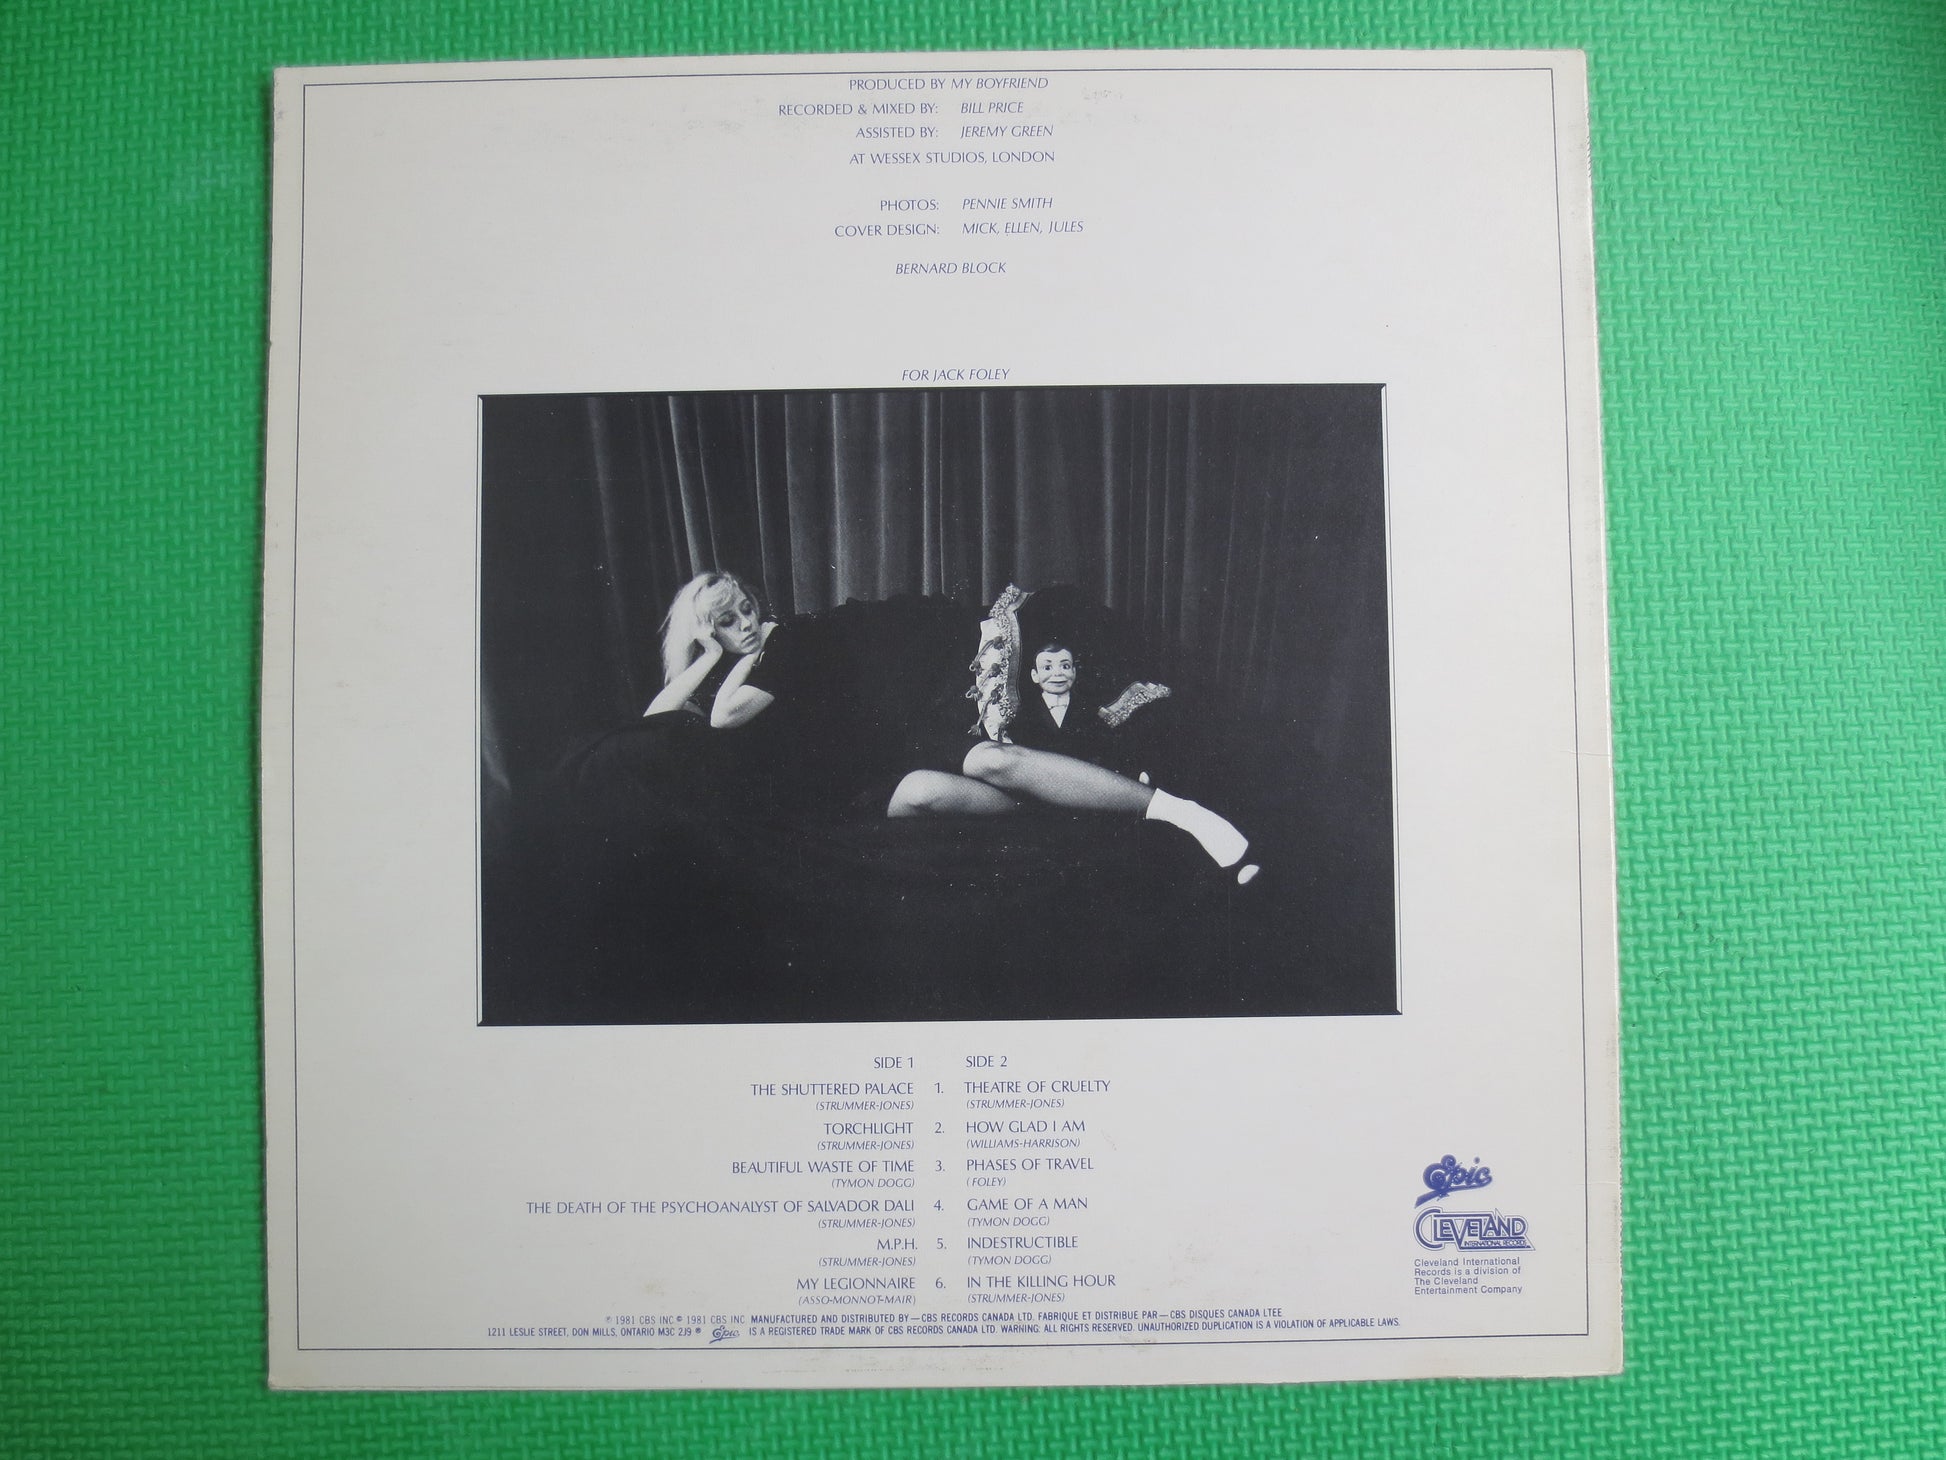 PRODUCED BY MY BOYFRIEND
RECORDED & MIXED BY: BILL PRICE
ASSISTED BY: JEREMY GREEN
AT WESSEX STUDIOS, LONDON
PHOTOS: PENNIE SMITH
COVER DESIGN: MICK, ELLEN, JULES
BERNARD BLOCK
FOR JACK FOLEY
SIDE 1 SIDE 2
THE SHUTTERED PALACE 1. THEATRE OF CRUELTY
(STRUMMER-JONES) (STRUMMER-JONES)
TORCHLIGHT 2. HOW GLAD I AM
(STRUMMER-JONES) (WILLIAMS-HARRISON)
BEAUTIFUL WASTE OF TIME 3. PHASES OF TRAVEL
(TYMON DOGG) (FOLEY)
THE DEATH OF THE PSYCHOANALYST OF SALVADOR DALI 4. GAME OF A MAN
(STRUMMER-JONES) (TYMON DOGG)
M.P.H. 5. INDESTRUCTIBLE
(STRUMMER-JONES) (TYMON DOGG)
MY LEGIONNAIRE 6. IN THE KILLING HOUR
(ASSO-MONNOT-MAIR) (STRUMMER-JONES)
Epic
CLEVELAND
INTERNATIONAL RECORDS
Cleveland International
Records is a division of
The Cleveland
Entertainment Company
℗ 1981 CBS INC © 1981 CBS INC MANUFACTURED AND DISTRIBUTED BY—CBS RECORDS CANADA LTD. FABRIQUE ET DISTRIBUE PAR—CBS DISQUES CANADA LTEE
1211 LESLIE STREET, DON MILLS, ONTARIO M3C 2J9 ® Epic IS A REGISTERED TRADE MARK OF CBS RECORDS CANADA LTD. WARNING: ALL RIGHTS RESERVED. UNAUTHORIZED DUPLICATION IS A VIOLATION OF APPLICABLE LAWS.